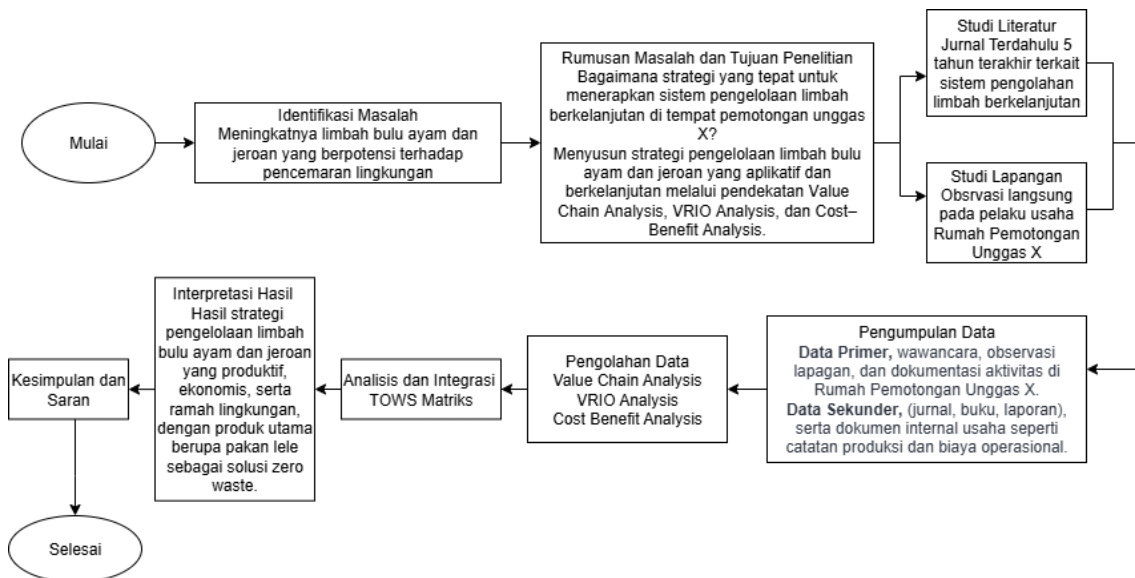 Mulai
Identifikasi Masalah
Meningkatnya limbah bulu ayam dan
jeroan yang berpotensi terhadap
pencemaran lingkungan
Rumusan Masalah dan Tujuan Penelitian
Bagaimana strategi yang tepat untuk
menerapkan sistem pengelolaan limbah
berkelanjutan di tempat pemotongan unggas
X?
Menyusun strategi pengelolaan limbah bulu
ayam dan jeroan yang aplikatif dan
berkelanjutan melalui pendekatan Value
Chain Analysis, VRIO Analysis, dan Cost–
Benefit Analysis.
Studi Literatur
Jurnal Terdahulu 5
tahun terakhir terkait
sistem pengolahan
limbah berkelanjutan
Studi Lapangan
Obsrvasi langsung
pada pelaku usaha
Rumah Pemotongan
Unggas X
Pengumpulan Data
Data Primer, wawancara, observasi
lapagan, dan dokumentasi aktivitas di
Rumah Pemotongan Unggas X.
Data Sekunder, (jurnal, buku, laporan),
serta dokumen internal usaha seperti
catatan produksi dan biaya operasional.
Pengolahan Data
Value Chain Analysis
VRIO Analysis
Cost Benefit Analysis
Analisis dan Integrasi
TOWS Matriks
Interpretasi Hasil
Hasil strategi
pengelolaan limbah
bulu ayam dan jeroan
yang produktif,
ekonomis, serta
ramah lingkungan,
dengan produk utama
berupa pakan lele
sebagai solusi zero
waste.
Kesimpulan dan
Saran
Selesai